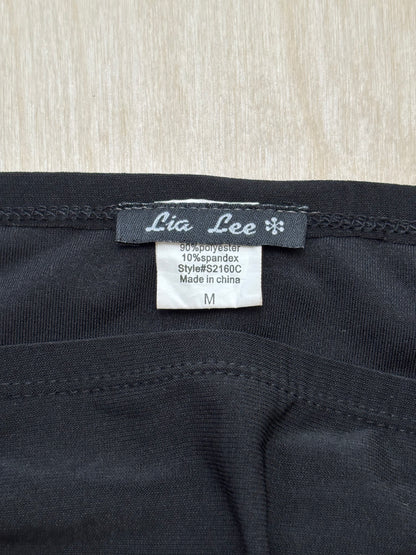 Lia Lee
90%polyester
10%spandex
Style#S2160C
Made in china
M